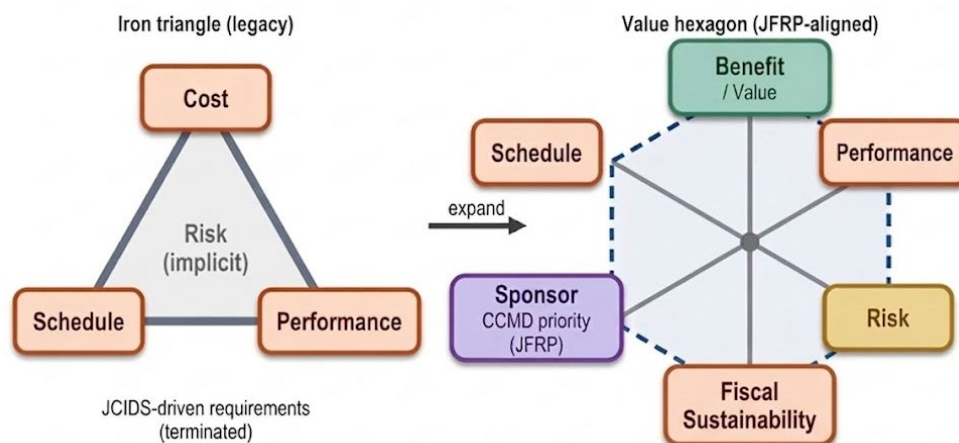 Iron triangle (legacy)
Cost
Risk
(implicit)
Schedule
Performance
JCIDS-driven requirements
(terminated)
expand
Value hexagon (JFRP-aligned)
Benefit
/ Value
Schedule
Performance
Sponsor
CCMD priority
(JFRP)
Risk
Fiscal
Sustainability